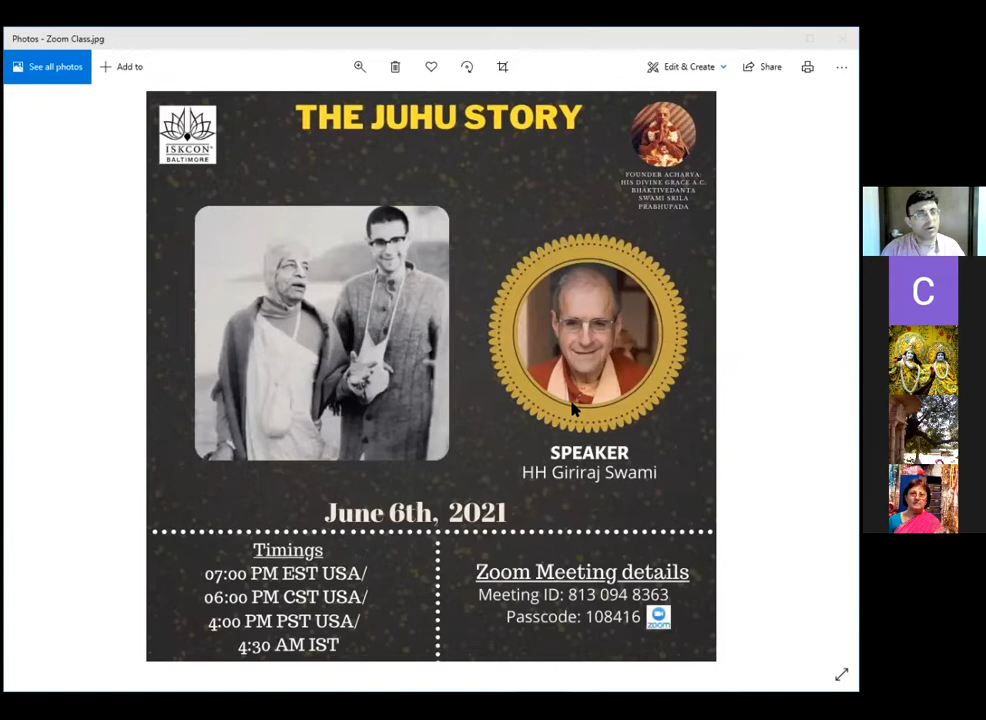 Photos - Zoom Class.jpg
See all photos
Add to
Edit & Create
Share
THE JUHU STORY
ISKCON®
BALTIMORE
FOUNDER ACHARYA:
HIS DIVINE GRACE A.C.
BHAKTIVEDANTA
SWAMI SRILA
PRABHUPADA
SPEAKER
HH Giriraj Swami
June 6th, 2021
Timings
07:00 PM EST USA/
06:00 PM CST USA/
4:00 PM PST USA/
4:30 AM IST
Zoom Meeting details
Meeting ID: 813 094 8363
Passcode: 108416
zoom
C